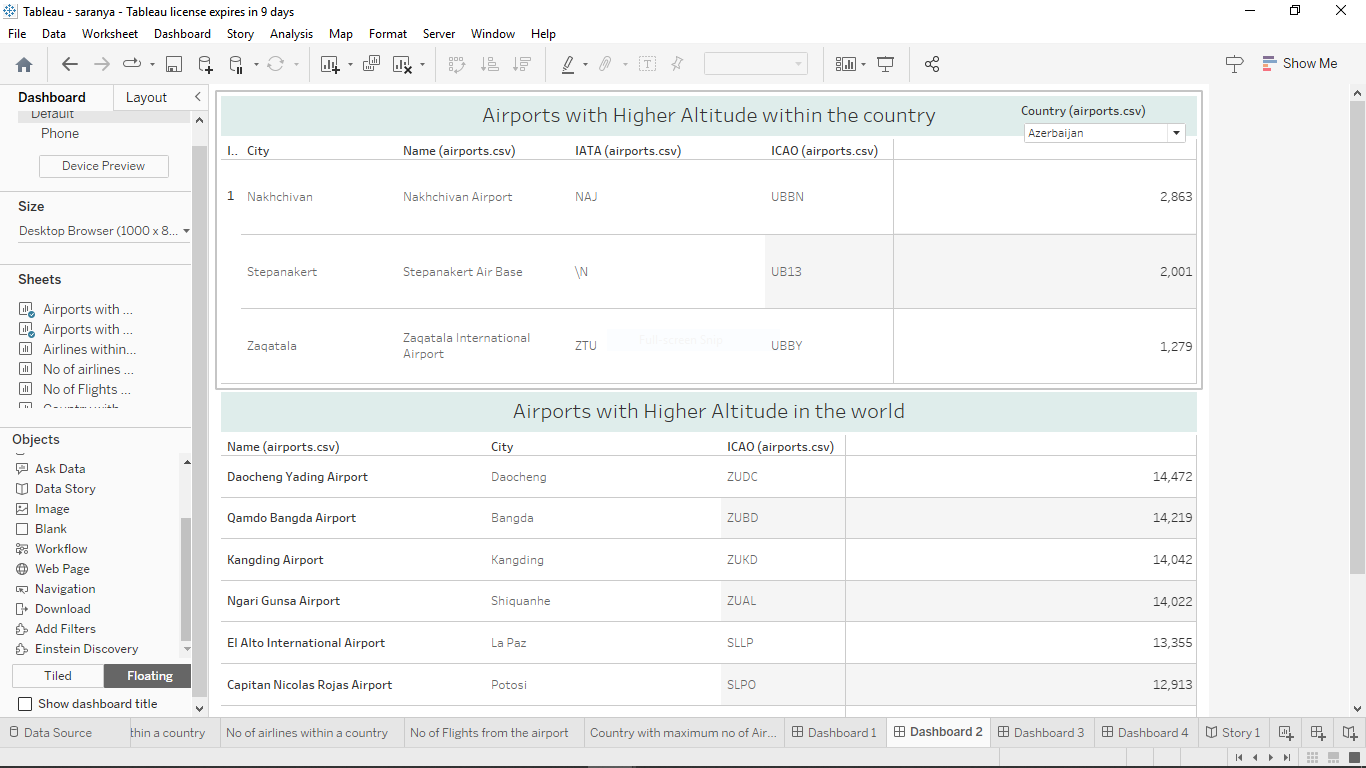 Tableau - saranya - Tableau license expires in 9 days
File Data Worksheet Dashboard Story Analysis Map Format Server Window Help
Show Me
Dashboard Layout
Default
Phone
Device Preview
Size
Desktop Browser (1000 x 8...
Sheets
Airports with ...
Airports with ...
Airlines within...
No of airlines ...
No of Flights ...
Objects
Ask Data
Data Story
Image
Blank
Workflow
Web Page
Navigation
Download
Add Filters
Einstein Discovery
Tiled Floating
Show dashboard title
Airports with Higher Altitude within the country
Country (airports.csv)
Azerbaijan
I.. City Name (airports.csv) IATA (airports.csv) ICAO (airports.csv)
1 Nakhchivan Nakhchivan Airport NAJ UBBN 2,863
Stepanakert Stepanakert Air Base \N UB13 2,001
Zaqatala Zaqatala International Airport ZTU UBBY 1,279
Full-screen Snip
Airports with Higher Altitude in the world
Name (airports.csv) City ICAO (airports.csv)
Daocheng Yading Airport Daocheng ZUDC 14,472
Qamdo Bangda Airport Bangda ZUBD 14,219
Kangding Airport Kangding ZUKD 14,042
Ngari Gunsa Airport Shiquanhe ZUAL 14,022
El Alto International Airport La Paz SLLP 13,355
Capitan Nicolas Rojas Airport Potosi SLPO 12,913
Data Source thin a country No of airlines within a country No of Flights from the airport Country with maximum no of Air... Dashboard 1 Dashboard 2 Dashboard 3 Dashboard 4 Story 1